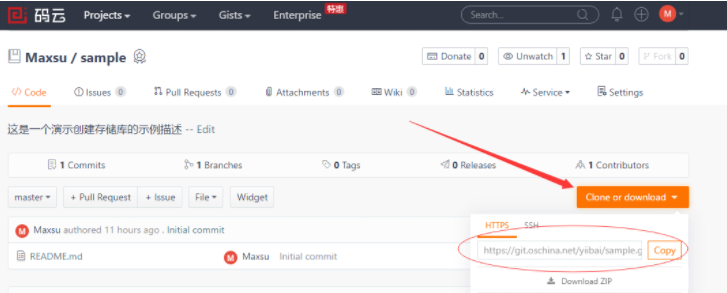 码云 Projects Groups Gists Enterprise 特惠 Search... M
Maxsu / sample Donate 0 Unwatch 1 Star 0 Fork 0
Code Issues 0 Pull Requests 0 Attachments 0 Wiki 0 Statistics Service Settings
这是一个演示创建存储库的示例描述 -- Edit
1 Commits 1 Branches 0 Tags 0 Releases 1 Contributors
master + Pull Request + Issue File Widget Clone or download
M Maxsu authored 11 hours ago . Initial commit
HTTPS SSH
README.md M Maxsu Initial commit
https://git.oschina.net/yiibai/sample.g Copy
Download ZIP